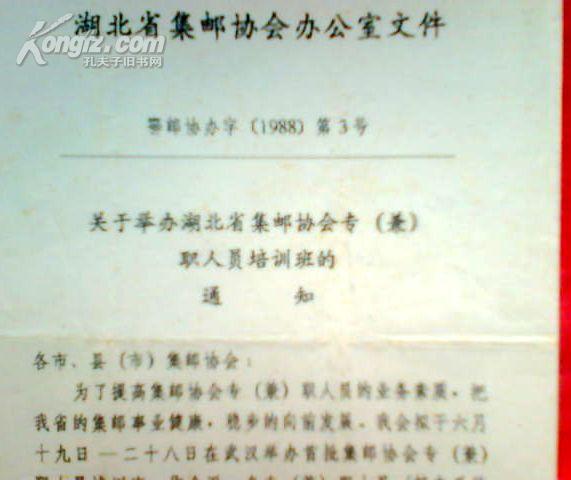 湖北省集邮协会办公室文件
Kongfz.com
孔夫子旧书网
鄂邮协办字（1988）第3号
关于举办湖北省集邮协会专（兼）
职人员培训班的
通 知
各市、县（市）集邮协会：
为了提高集邮协会专（兼）职人员的业务素质，把
我省的集邮事业健康，稳步的向前发展。我会拟于六月
十九日—二十八日在武汉举办首批集邮协会专（兼）